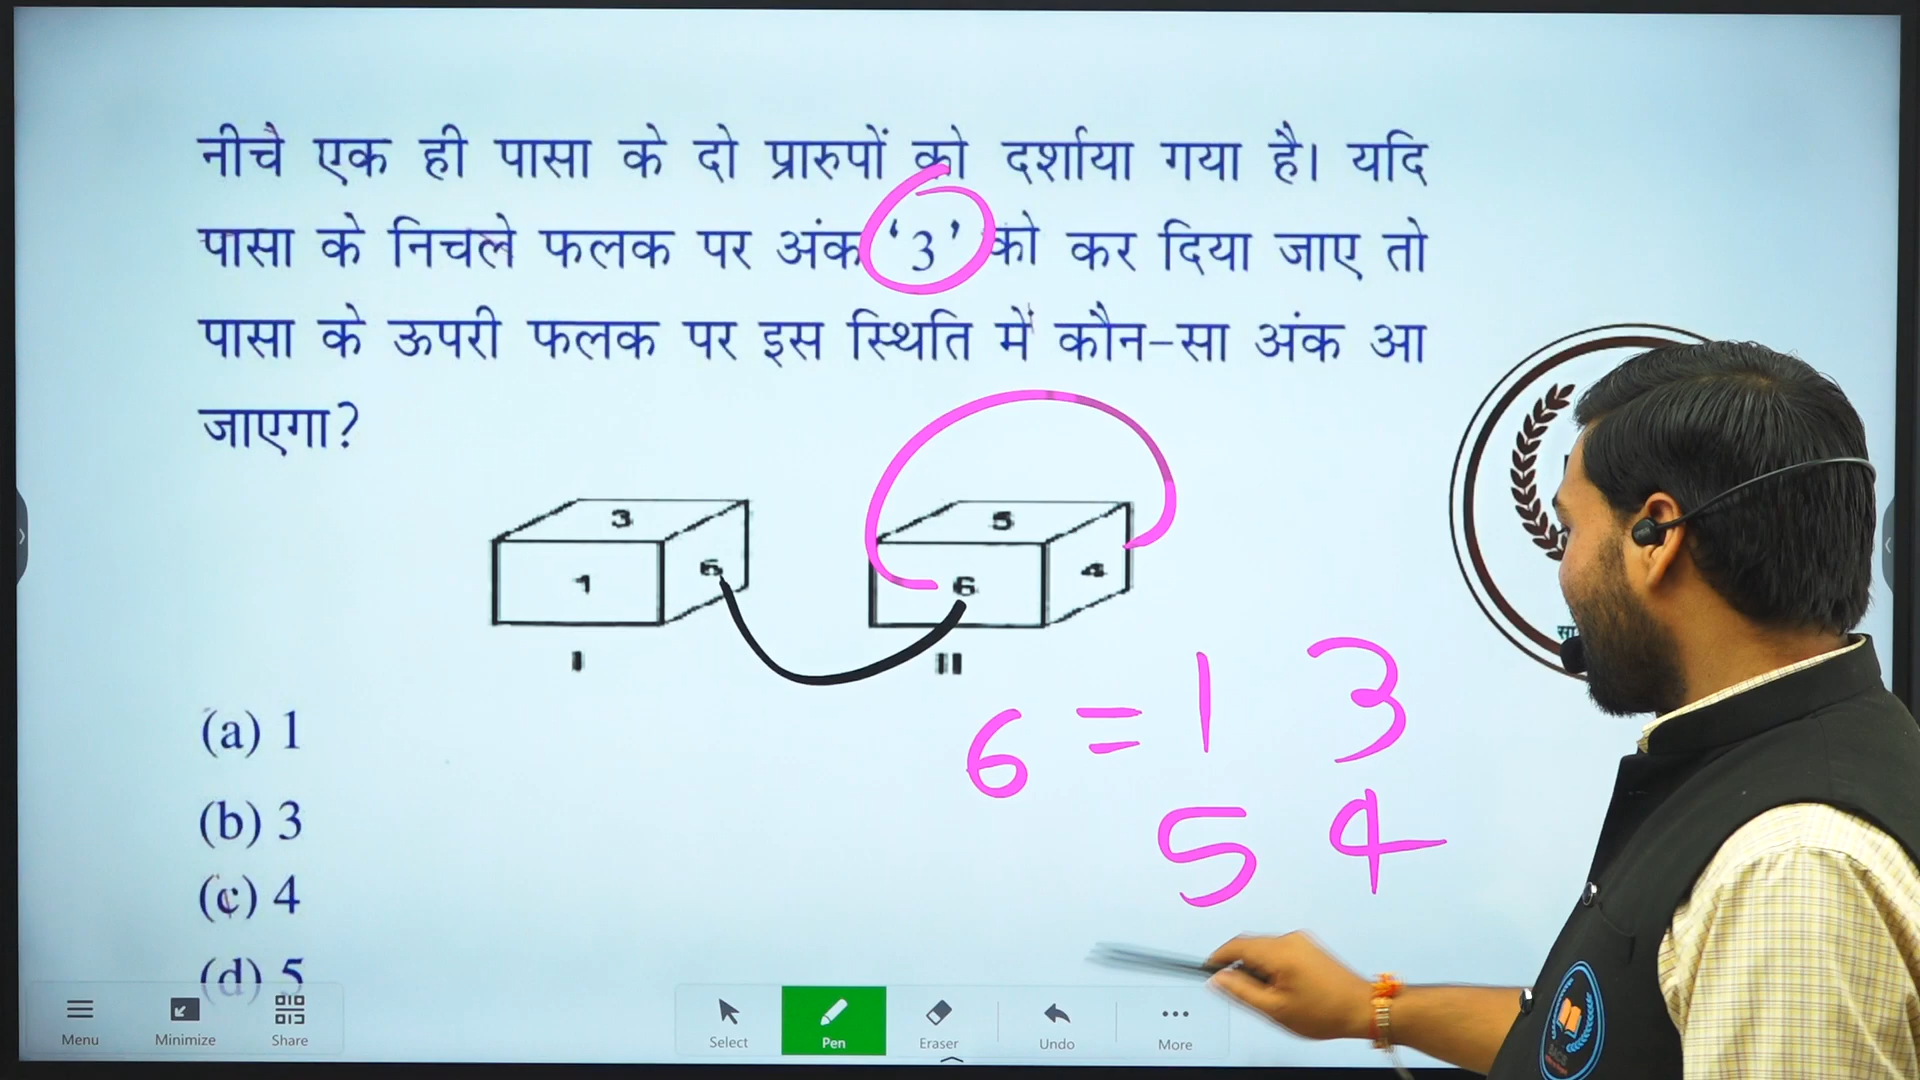 नीचे एक ही पासा के दो प्रारुपों को दर्शाया गया है। यदि
पासा के निचले फलक पर अंक ‘3’ को कर दिया जाए तो
पासा के ऊपरी फलक पर इस स्थिति में कौन-सा अंक आ
जाएगा?
3
1
6
I
5
6
4
II
6 = 1 3
5 4
(a) 1
(b) 3
(c) 4
(d) 5
Menu
Minimize
Share
Select
Pen
Eraser
Undo
More